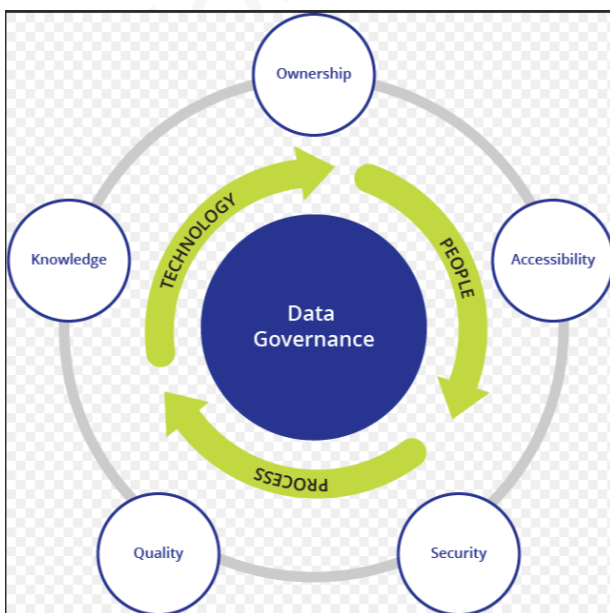 Ownership
Knowledge
TECHNOLOGY
PEOPLE
Accessibility
Data
Governance
PROCESS
Quality
Security